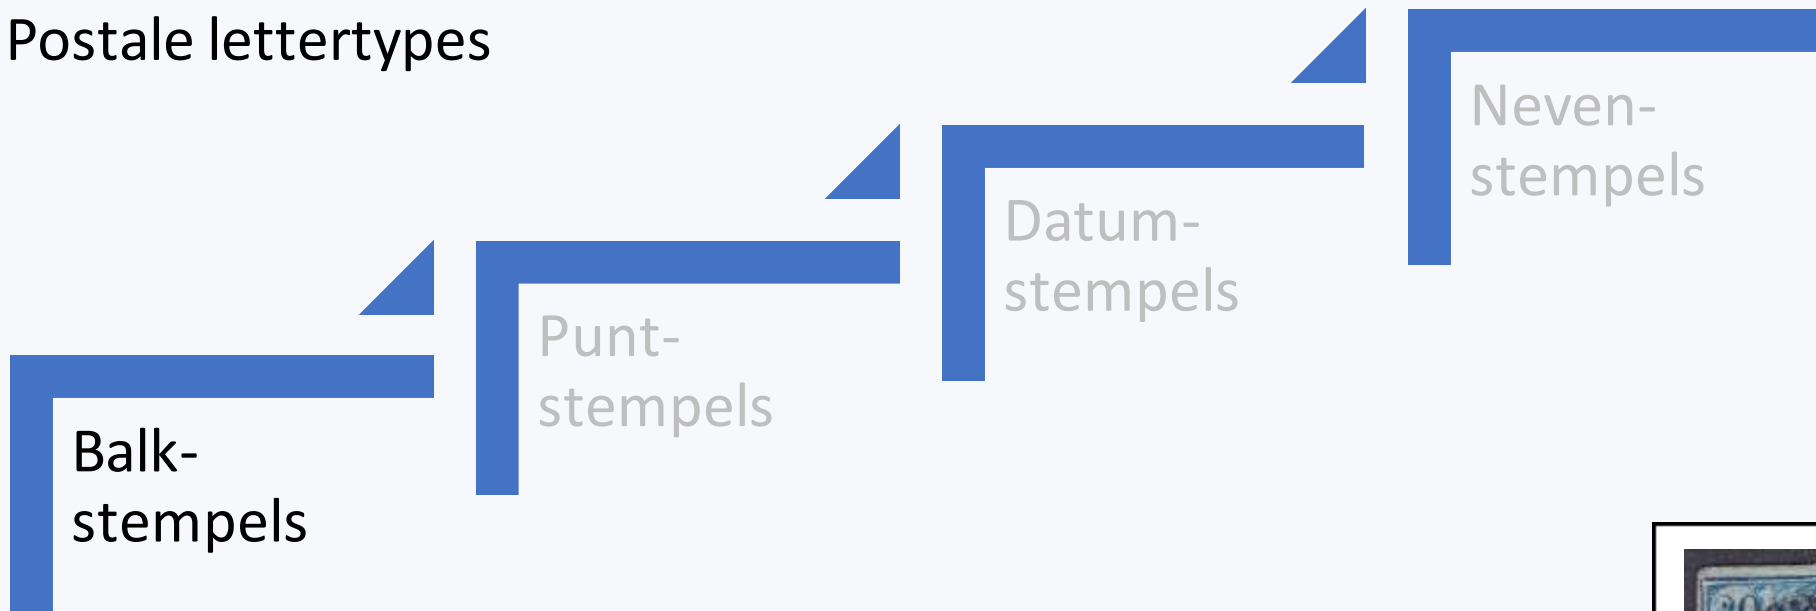 Postale lettertypes
Balk-
stempels
Punt-
stempels
Datum-
stempels
Neven-
stempels